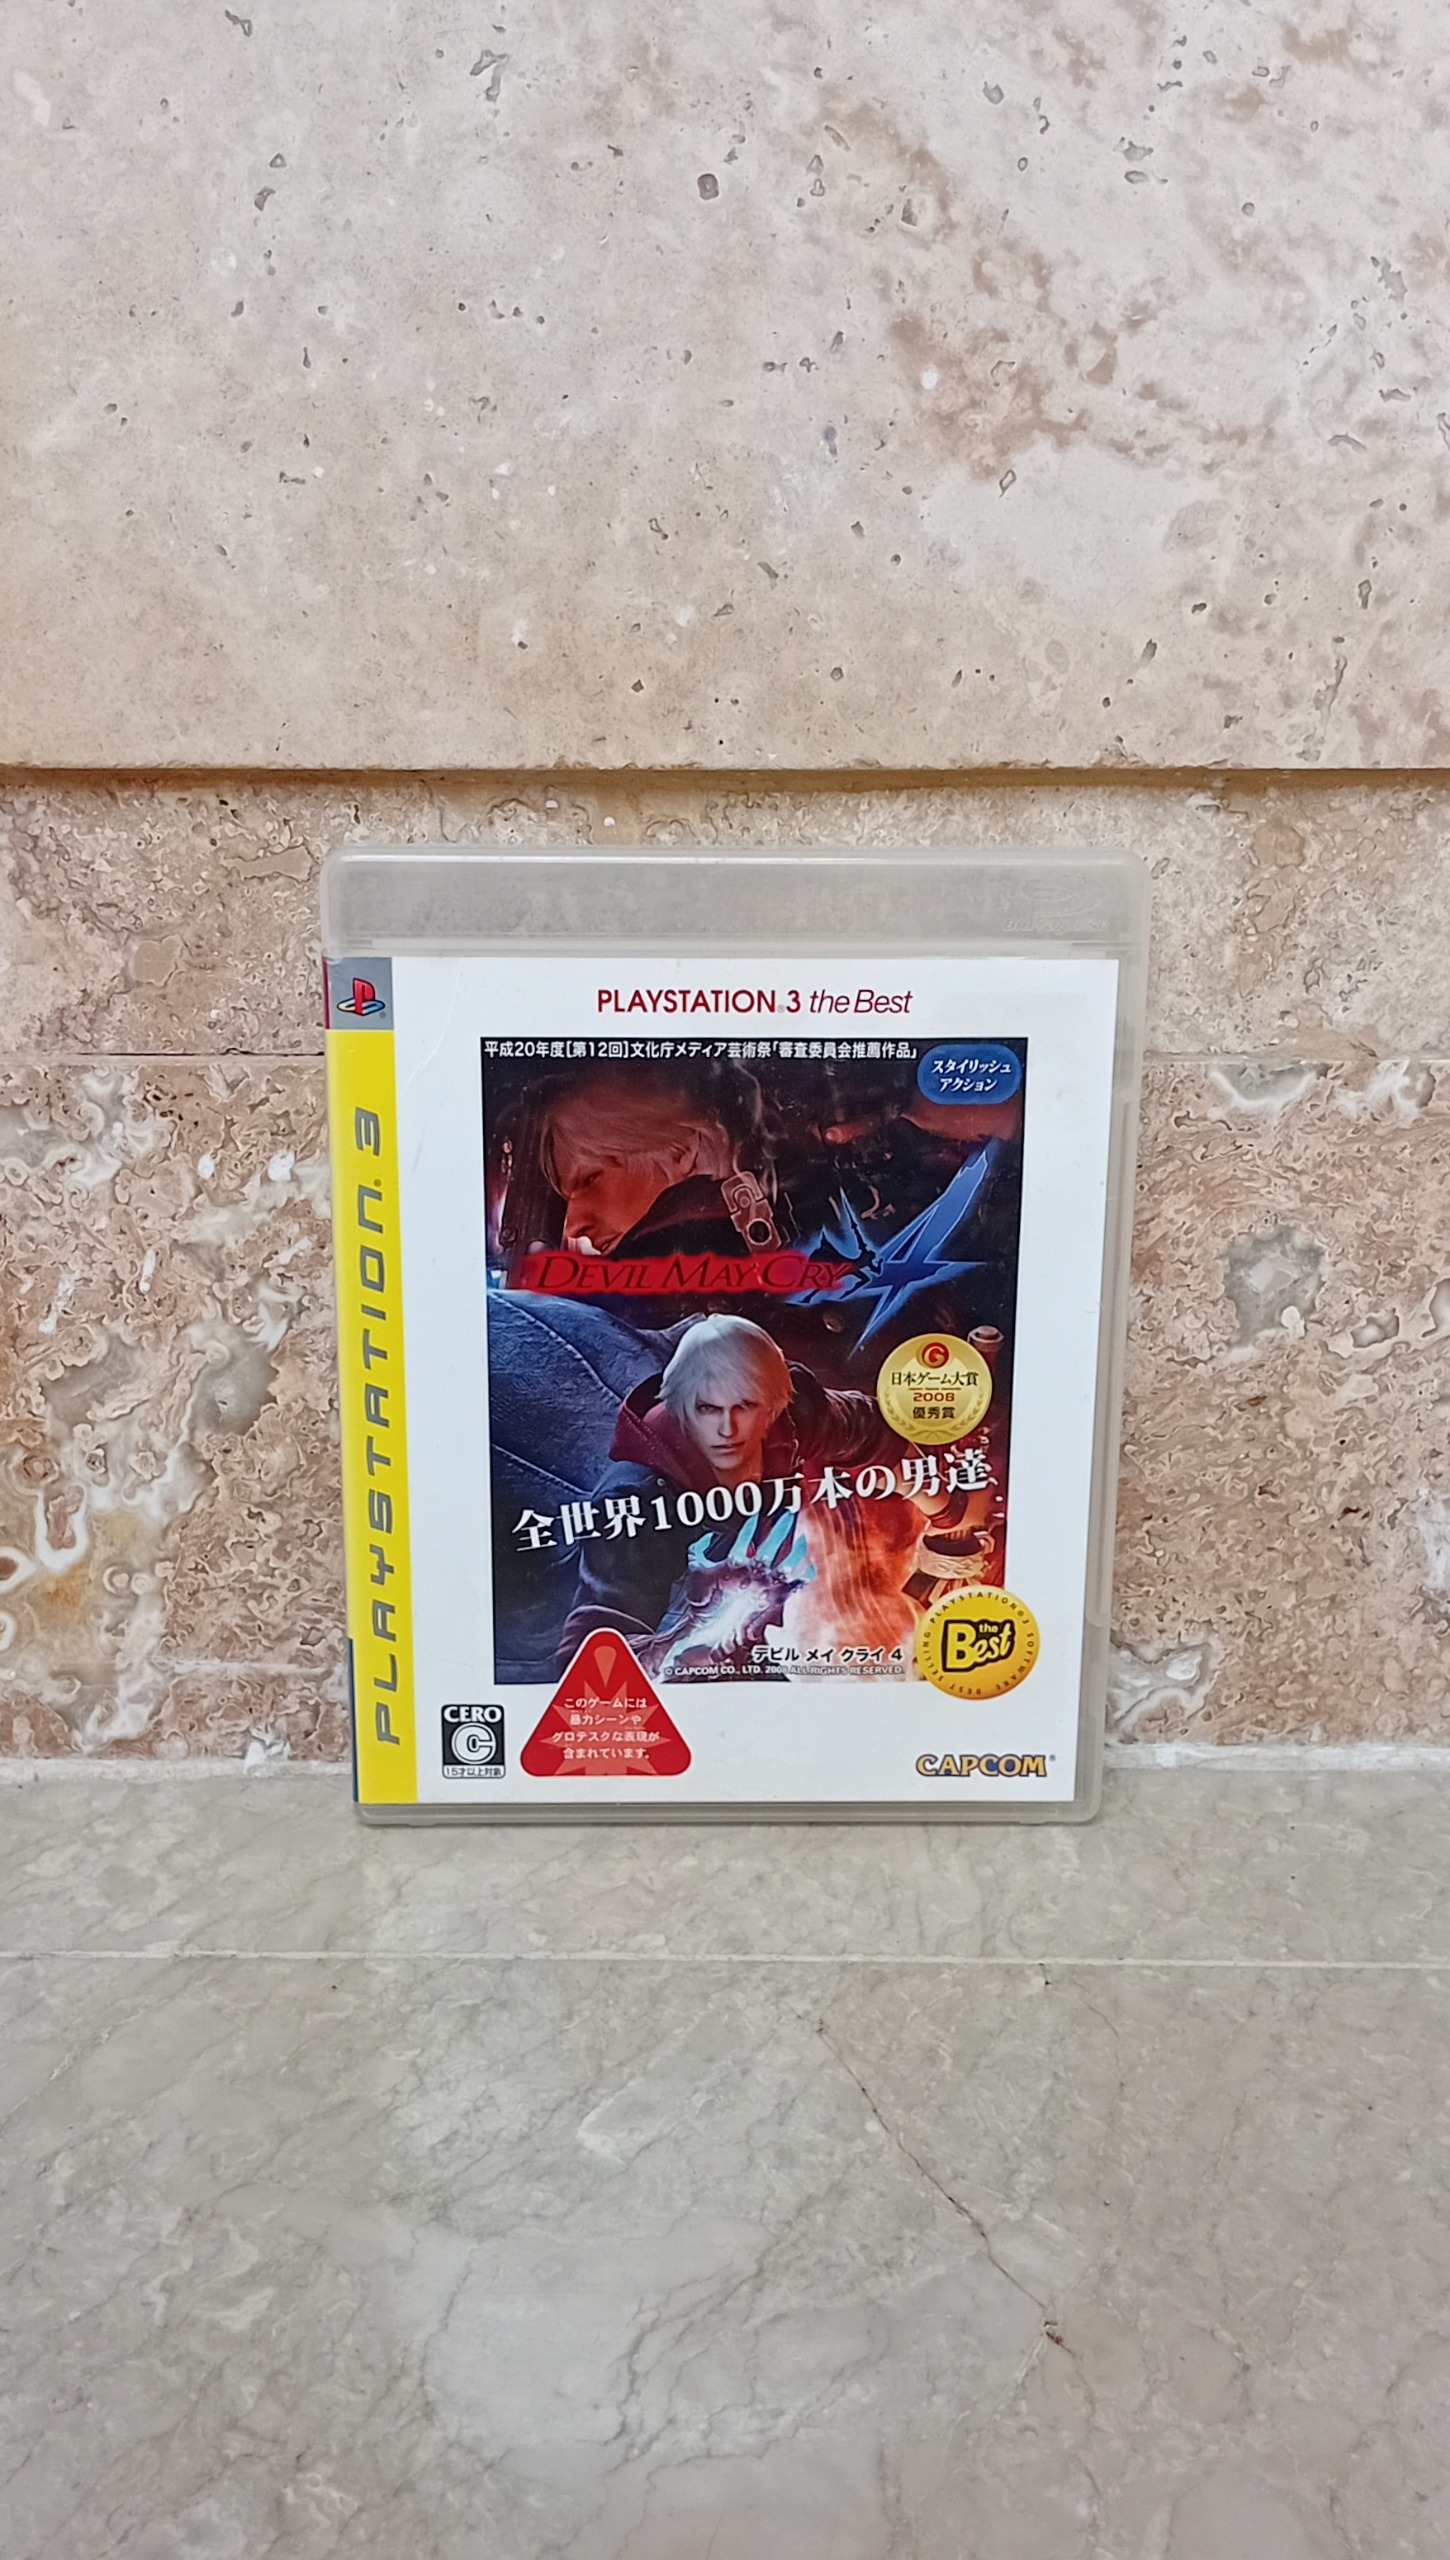 PLAYSTATION®3 the Best
平成20年度[第12回]文化庁メディア芸術祭「審査委員会推薦作品」
スタイリッシュ
アクション
PLAYSTATION®3
DEVIL MAY CRY 4
日本ゲーム大賞
2008
優秀賞
全世界1000万本の男達
デビル メイ クライ 4
© CAPCOM CO., LTD. 2008 ALL RIGHTS RESERVED.
the
Best
BEST SELLING PLAYSTATION®3 SOFTWARE
CERO
C
15才以上対象
このゲームには
暴力シーンや
グロテスクな表現が
含まれています。
CAPCOM®